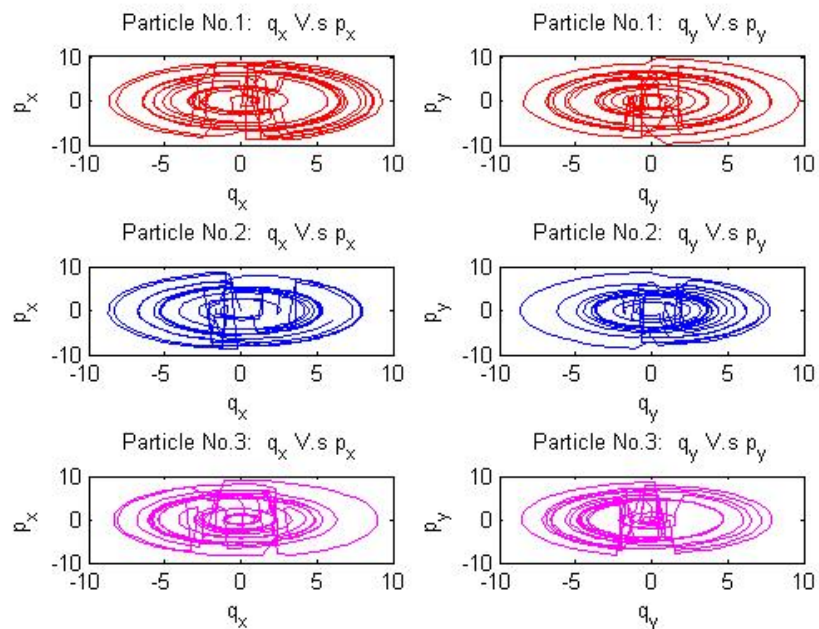 Particle No.1: q_x V.s p_x
10
0
-10
p_x
-10 -5 0 5 10
q_x
Particle No.1: q_y V.s p_y
10
0
-10
p_y
-10 -5 0 5 10
q_y
Particle No.2: q_x V.s p_x
10
0
-10
p_x
-10 -5 0 5 10
q_x
Particle No.2: q_y V.s p_y
10
0
-10
p_y
-10 -5 0 5 10
q_y
Particle No.3: q_x V.s p_x
10
0
-10
p_x
-10 -5 0 5 10
q_x
Particle No.3: q_y V.s p_y
10
0
-10
p_y
-10 -5 0 5 10
q_y